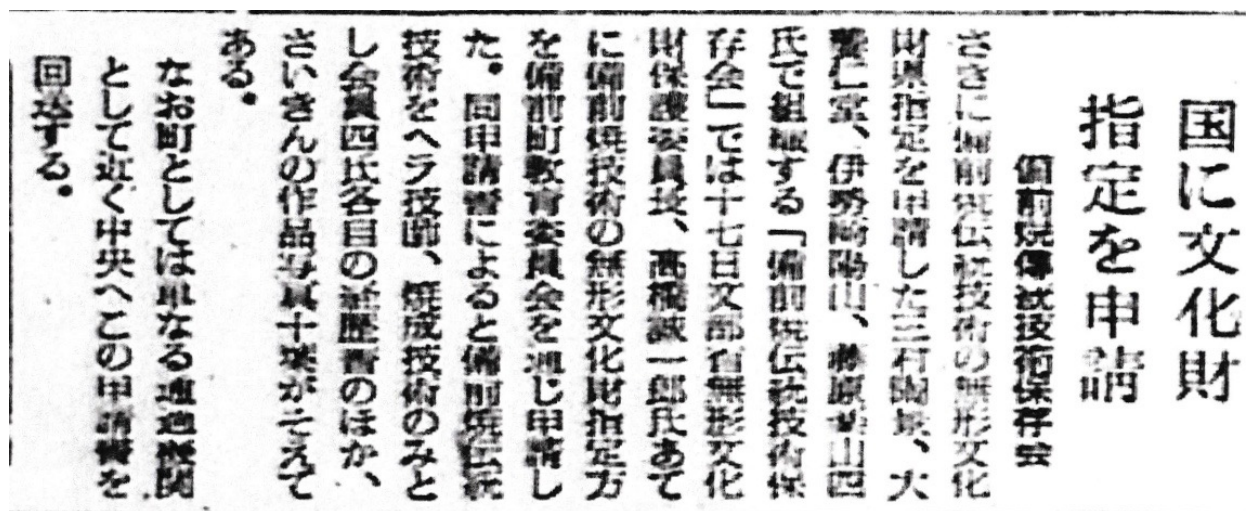 国に文化財
指定を申請
備前焼傳統技術保存会
さきに備前焼伝統技術の無形文化
財県指定を申請した三村陶景、大
饗仁堂、伊勢崎陽山、藤原楽山四
氏で組織する「備前焼伝統技術保
存会」では十七日文部省無形文化
財保護委員長、高橋誠一郎氏あて
に備前焼技術の無形文化財指定方
を備前町教育委員会を通じ申請し
た。同申請書によると備前焼伝統
技術をヘラ技師、焼成技術のみと
し会員四氏各自の経歴書のほか、
さいきんの作品写真十葉がそえて
ある。
なお町としては単なる通過機関
として近く中央へこの申請書を
回送する。